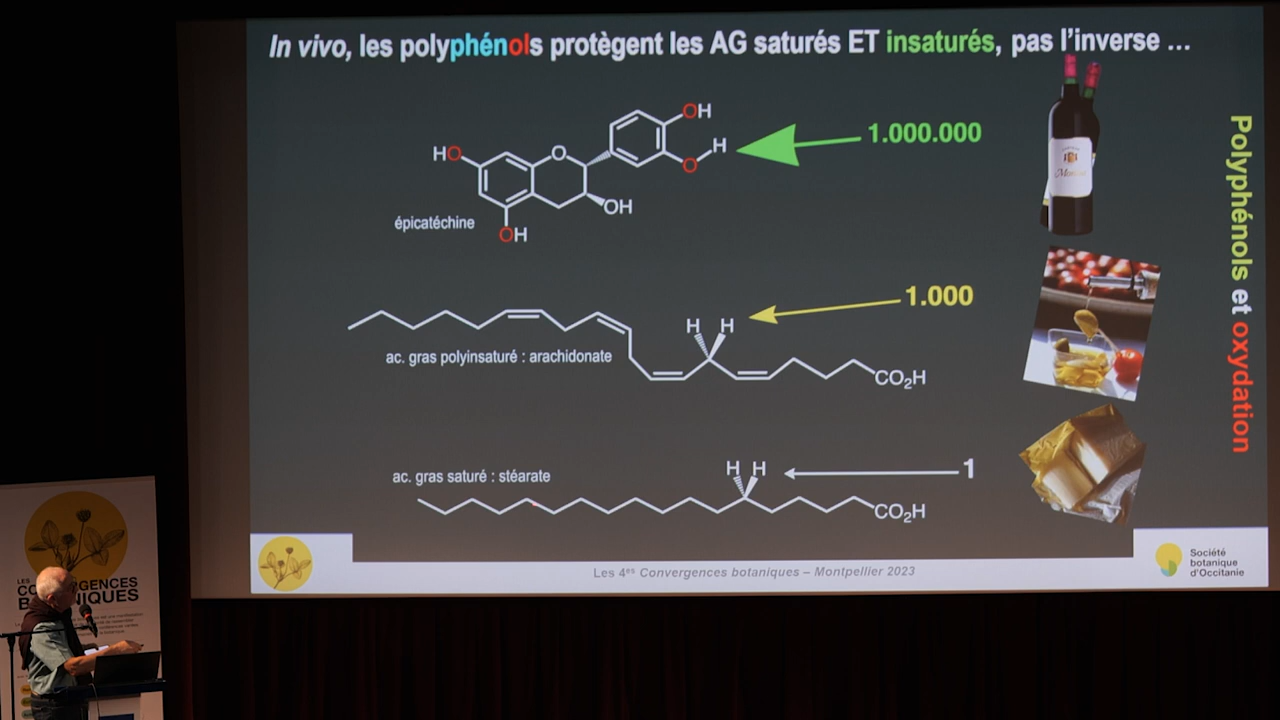 In vivo, les polyphénols protègent les AG saturés ET insaturés, pas l'inverse ...
OH
HO
O
H
O
OH
OH
épicatéchine
1.000.000
Polyphénols et oxydation
1.000
H H
ac. gras polyinsaturé : arachidonate
CO₂H
ac. gras saturé : stéarate
H H
1
CO₂H
Les 4es Convergences botaniques – Montpellier 2023
Société
botanique
d'Occitanie
LES